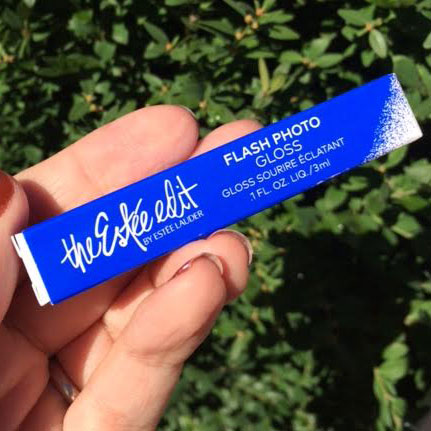 the Estée edit
BY ESTĒE LAUDER
FLASH PHOTO
GLOSS
GLOSS SOURIRE ÉCLATANT
.1 FL. OZ. LIQ./3ml